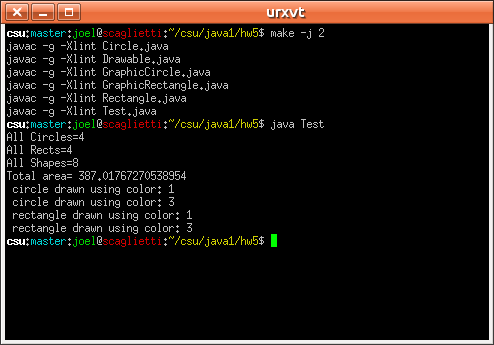 urxvt
csu:master:joel@scaglietti:~/csu/java1/hw5$ make -j 2
javac -g -Xlint Circle.java
javac -g -Xlint Drawable.java
javac -g -Xlint GraphicCircle.java
javac -g -Xlint GraphicRectangle.java
javac -g -Xlint Rectangle.java
javac -g -Xlint Test.java
csu:master:joel@scaglietti:~/csu/java1/hw5$ java Test
All Circles=4
All Rects=4
All Shapes=8
Total area= 387.01767270538954
 circle drawn using color: 1
 circle drawn using color: 3
 rectangle drawn using color: 1
 rectangle drawn using color: 3
csu:master:joel@scaglietti:~/csu/java1/hw5$